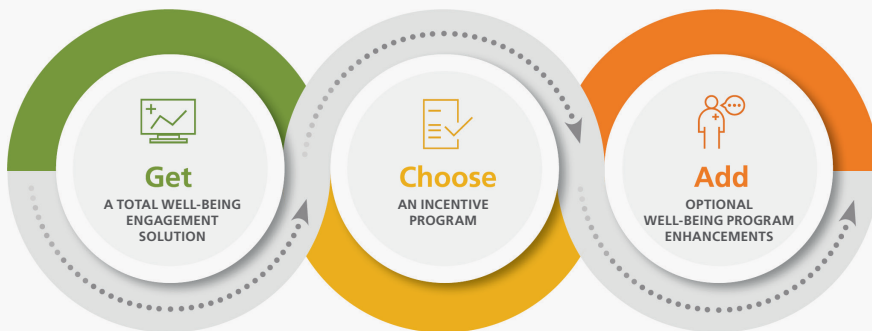 Get
A TOTAL WELL-BEING
ENGAGEMENT
SOLUTION
Choose
AN INCENTIVE
PROGRAM
Add
OPTIONAL
WELL-BEING PROGRAM
ENHANCEMENTS